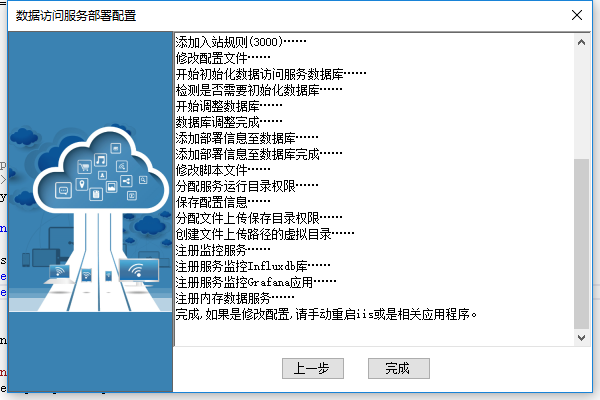 数据访问服务部署配置
添加入站规则(3000)……
修改配置文件……
开始初始化数据访问服务数据库……
检测是否需要初始化数据库……
开始调整数据库……
数据库调整完成……
添加部署信息至数据库……
添加部署信息至数据库完成……
修改脚本文件……
分配服务运行目录权限……
保存配置信息……
分配文件上传保存目录权限……
创建文件上传路径的虚拟目录……
注册监控服务……
注册服务监控Influxdb库……
注册服务监控Grafana应用……
注册内存数据服务……
完成,如果是修改配置,请手动重启iis或是相关应用程序。
上一步
完成